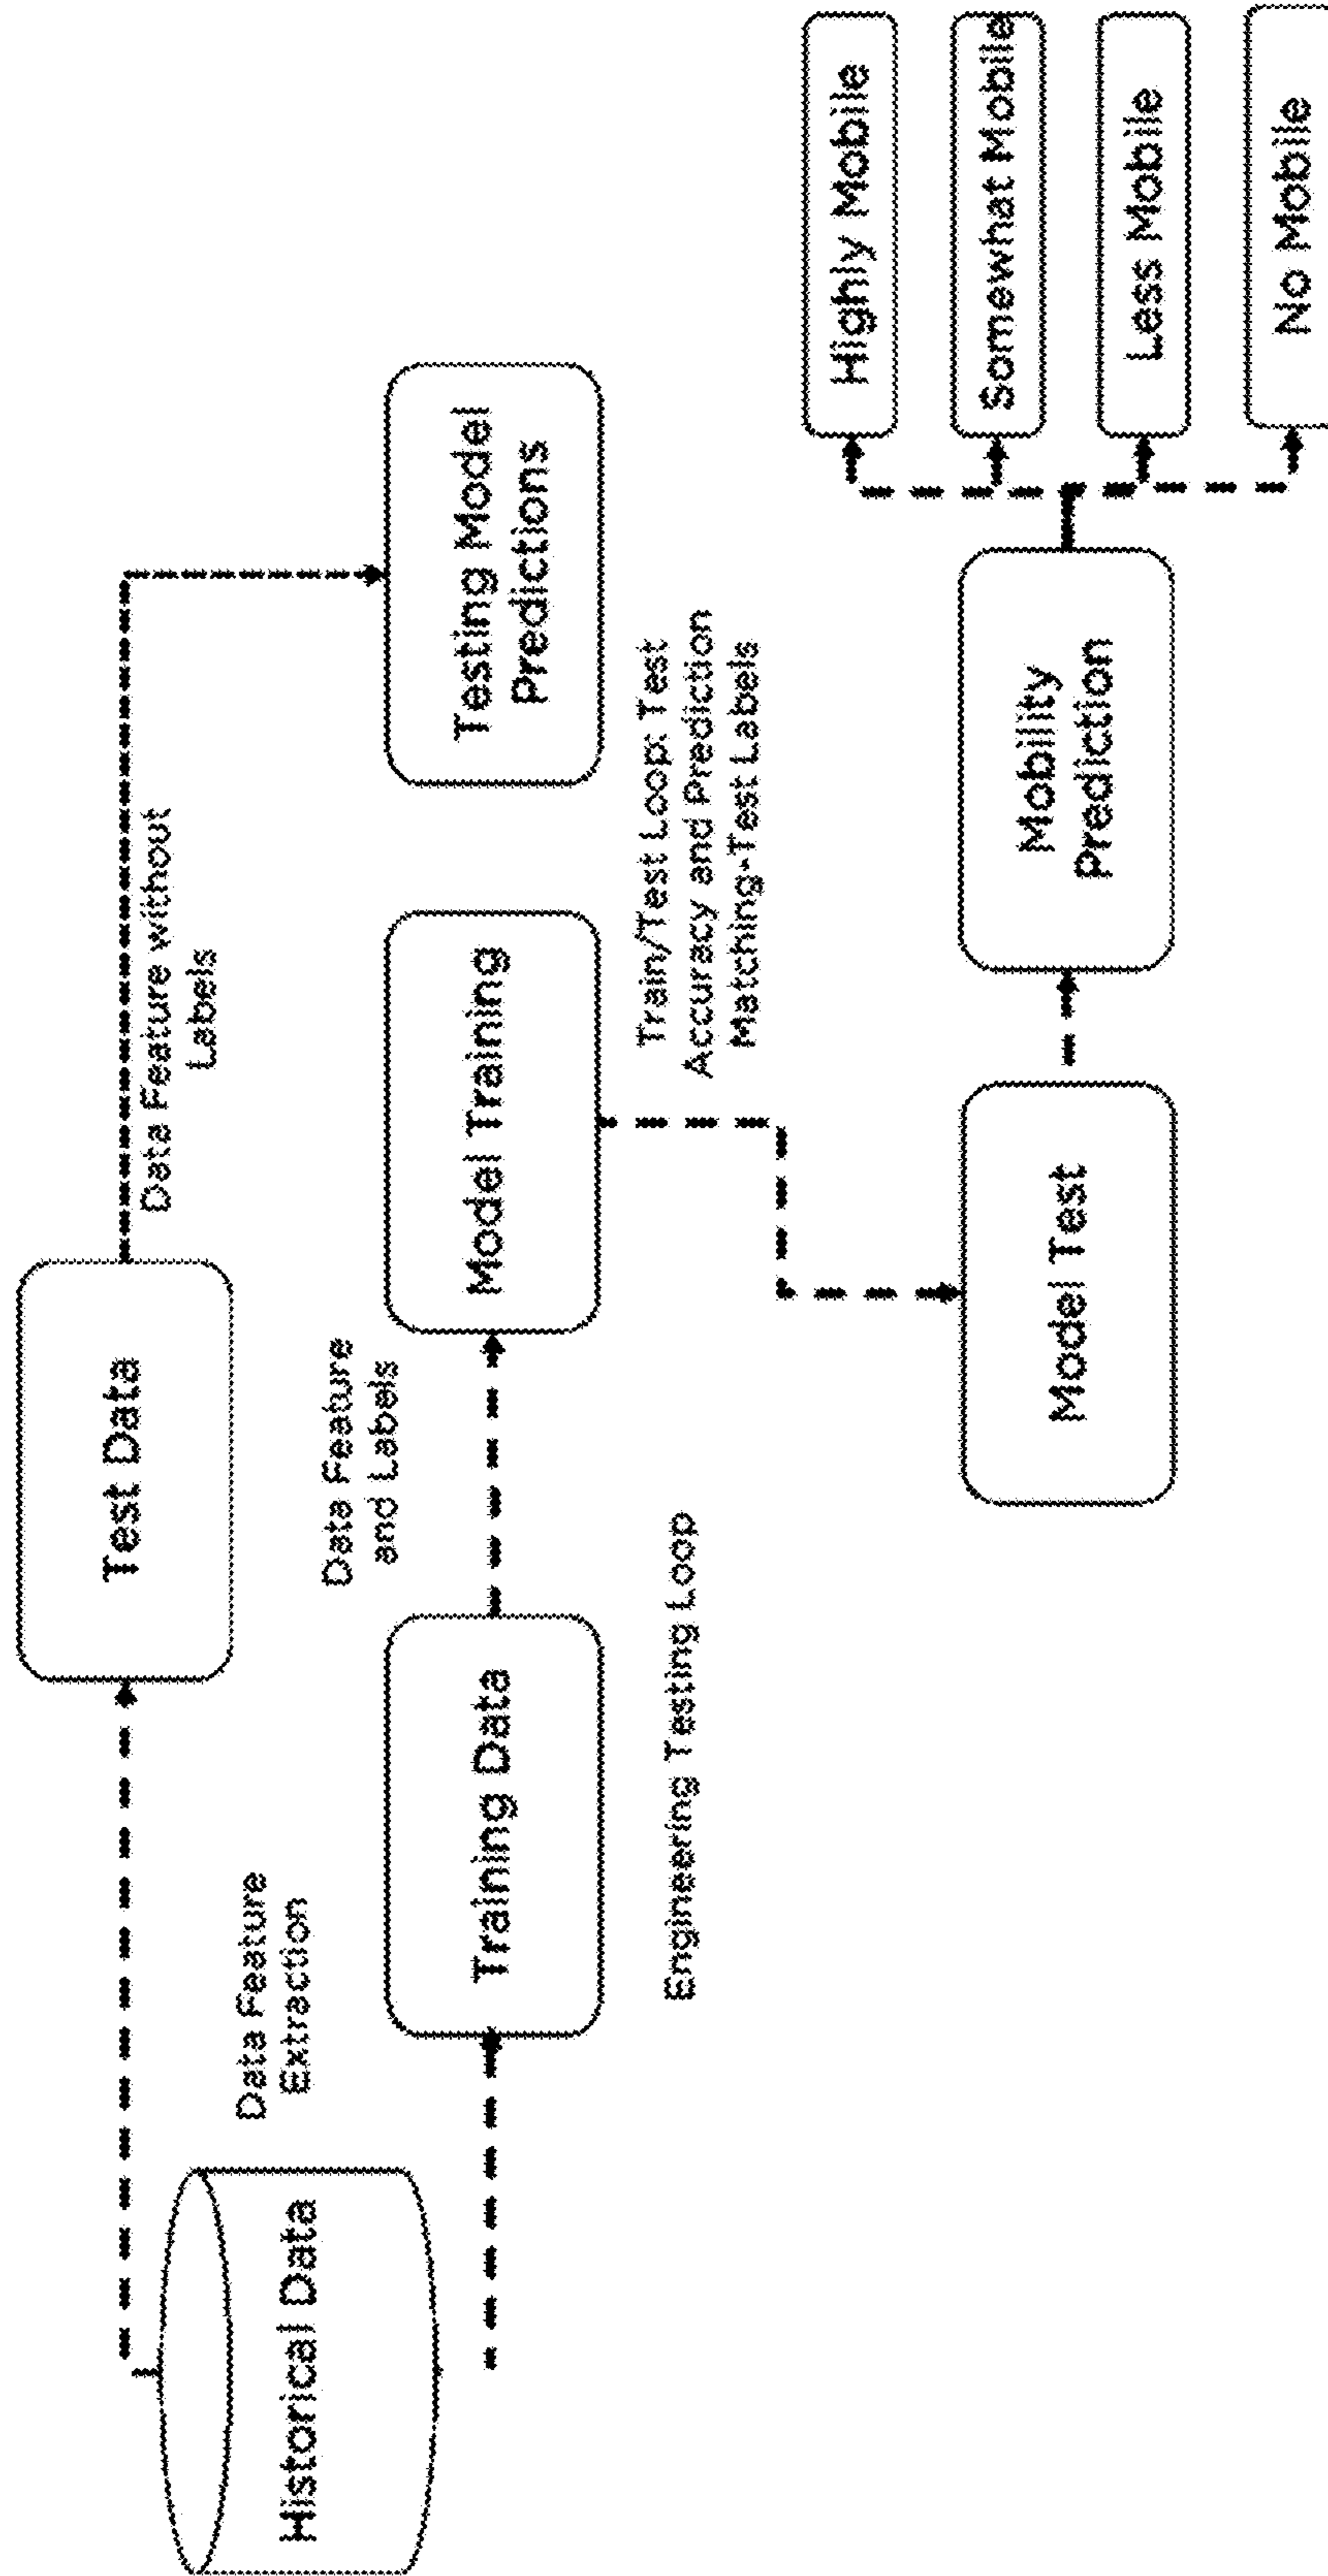 Test Data
Data Feature without
Labels
Historical Data
Data Feature
Extraction
Data Feature
and Labels
Training Data
Model Training
Testing Model
Predictions
Engineering Testing Loop
Train/Test Loop: Test
Accuracy and Prediction
Matching-Test Labels
Model Test
Mobility
Prediction
Highly Mobile
Somewhat Mobile
Less Mobile
No Mobile